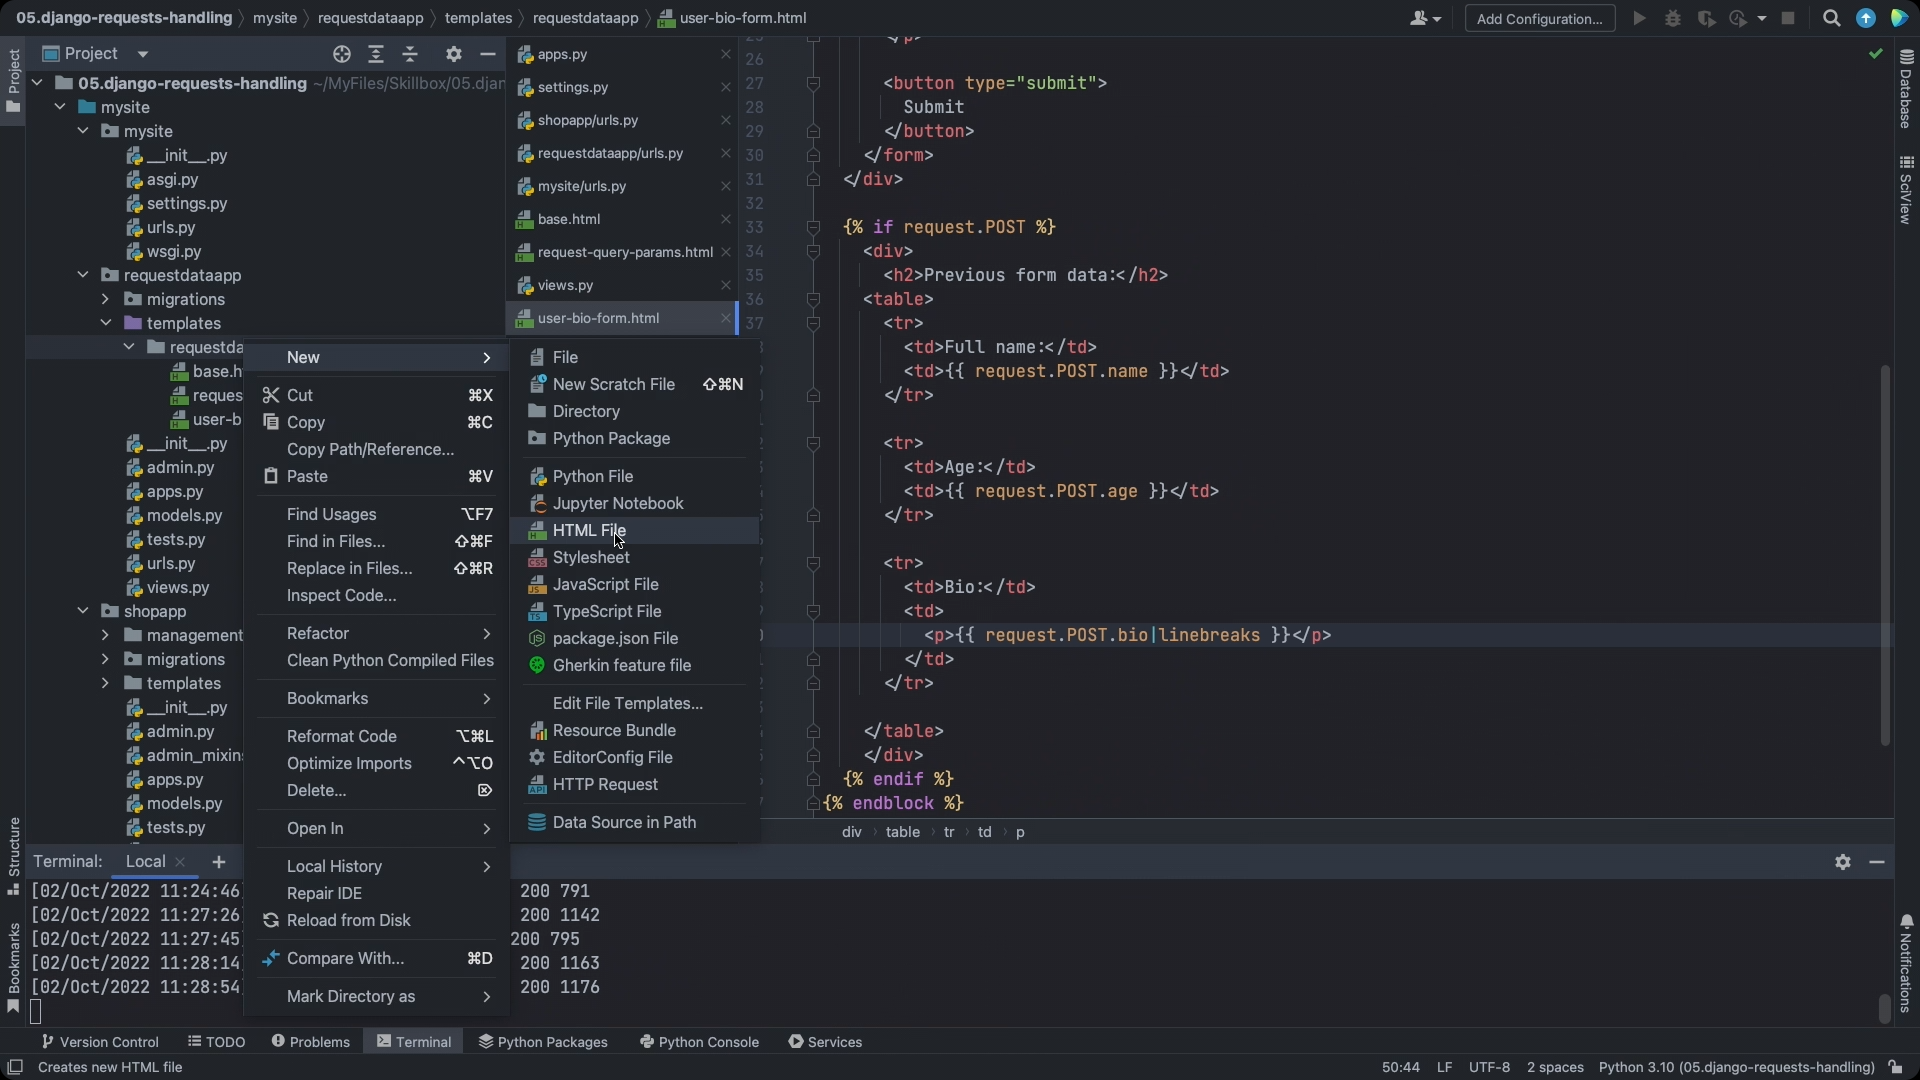 05.django-requests-handling mysite requestdataapp templates requestdataapp user-bio-form.html
Add Configuration...
Project
Project
05.django-requests-handling ~/MyFiles/Skillbox/05.djan
mysite
mysite
__init__.py
asgi.py
settings.py
urls.py
wsgi.py
requestdataapp
migrations
templates
requestda
base.h
reques
user-b
__init__.py
admin.py
apps.py
models.py
tests.py
urls.py
views.py
shopapp
management
migrations
templates
__init__.py
admin.py
admin_mixin
apps.py
models.py
tests.py
New
Cut ⌘X
Copy ⌘C
Copy Path/Reference...
Paste ⌘V
Find Usages ⌥F7
Find in Files... ⇧⌘F
Replace in Files... ⇧⌘R
Inspect Code...
Refactor
Clean Python Compiled Files
Bookmarks
Reformat Code ⌥⌘L
Optimize Imports ^⌥O
Delete... ⌦
Open In
Local History
Repair IDE
Reload from Disk
Compare With... ⌘D
Mark Directory as
apps.py
settings.py
shopapp/urls.py
requestdataapp/urls.py
mysite/urls.py
base.html
request-query-params.html
views.py
user-bio-form.html
File
New Scratch File ⇧⌘N
Directory
Python Package
Python File
Jupyter Notebook
HTML File
Stylesheet
JavaScript File
TypeScript File
package.json File
Gherkin feature file
Edit File Templates...
Resource Bundle
EditorConfig File
HTTP Request
Data Source in Path
26
27 <button type="submit">
28 Submit
29 </button>
30 </form>
31 </div>
32
33 {% if request.POST %}
34 <div>
35 <h2>Previous form data:</h2>
36 <table>
37 <tr>
<td>Full name:</td>
<td>{{ request.POST.name }}</td>
</tr>
<tr>
<td>Age:</td>
<td>{{ request.POST.age }}</td>
</tr>
<tr>
<td>Bio:</td>
<td>
<p>{{ request.POST.bio|linebreaks }}</p>
</td>
</tr>
</table>
</div>
{% endif %}
{% endblock %}
div table tr td p
Database
SciView
Notifications
Structure
Bookmarks
Terminal: Local
[02/Oct/2022 11:24:46] 200 791
[02/Oct/2022 11:27:26 200 1142
[02/Oct/2022 11:27:45] 200 795
[02/Oct/2022 11:28:14 200 1163
[02/Oct/2022 11:28:54 200 1176
Version Control TODO Problems Terminal Python Packages Python Console Services
Creates new HTML file
50:44 LF UTF-8 2 spaces Python 3.10 (05.django-requests-handling)